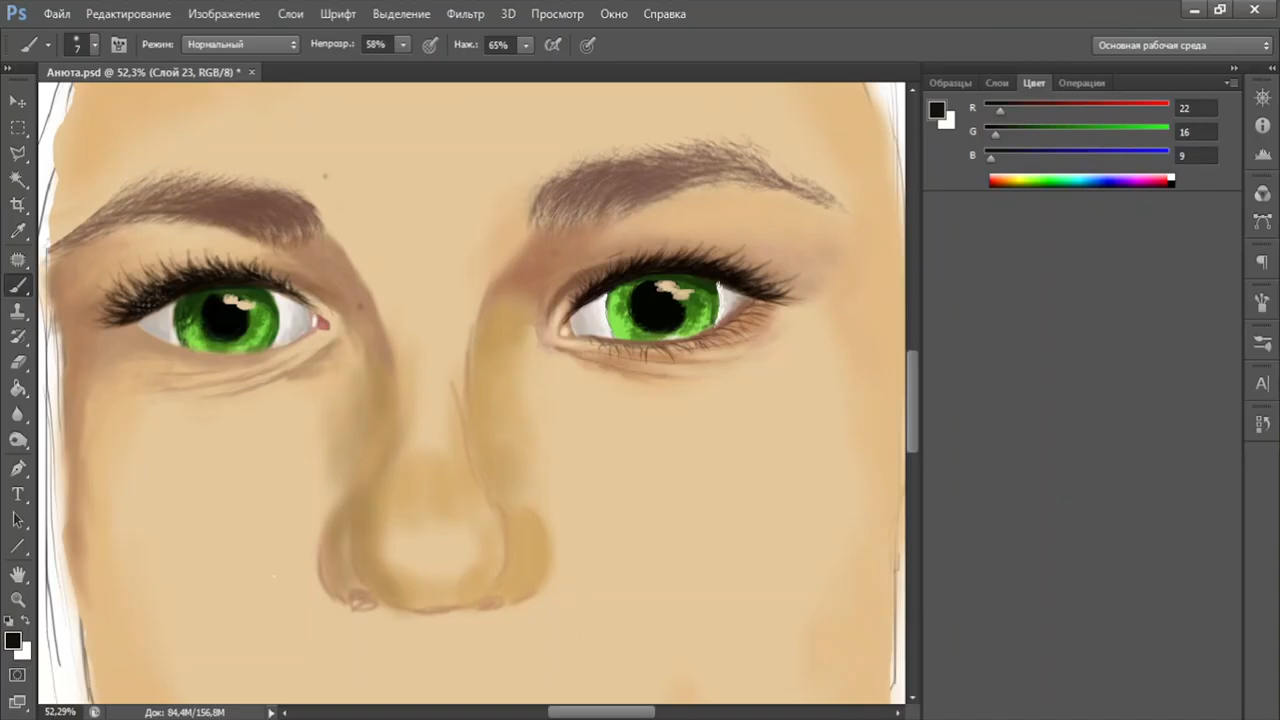 Ps Файл Редактирование Изображение Слои Шрифт Выделение Фильтр 3D Просмотр Окно Справка
7 Режим: Нормальный Непрозр.: 58% Наж.: 65% Основная рабочая среда
Анюта.psd @ 52,3% (Слой 23, RGB/8) * ×
Образцы Слои Цвет Операции
R 22
G 16
B 9
52,29% Док: 84,4M/156,8M